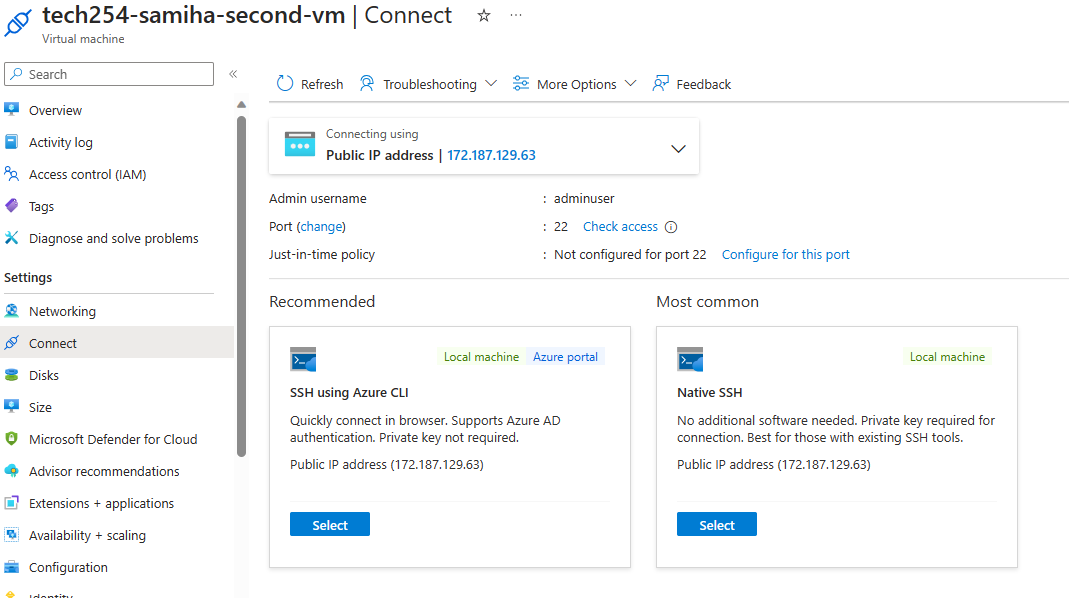 tech254-samiha-second-vm | Connect
Virtual machine
Search
Overview
Activity log
Access control (IAM)
Tags
Diagnose and solve problems
Settings
Networking
Connect
Disks
Size
Microsoft Defender for Cloud
Advisor recommendations
Extensions + applications
Availability + scaling
Configuration
Identity
Refresh
Troubleshooting
More Options
Feedback
Connecting using
Public IP address | 172.187.129.63
Admin username : adminuser
Port (change) : 22 Check access
Just-in-time policy : Not configured for port 22 Configure for this port
Recommended
Local machine Azure portal
SSH using Azure CLI
Quickly connect in browser. Supports Azure AD
authentication. Private key not required.
Public IP address (172.187.129.63)
Select
Most common
Local machine
Native SSH
No additional software needed. Private key required for
connection. Best for those with existing SSH tools.
Public IP address (172.187.129.63)
Select